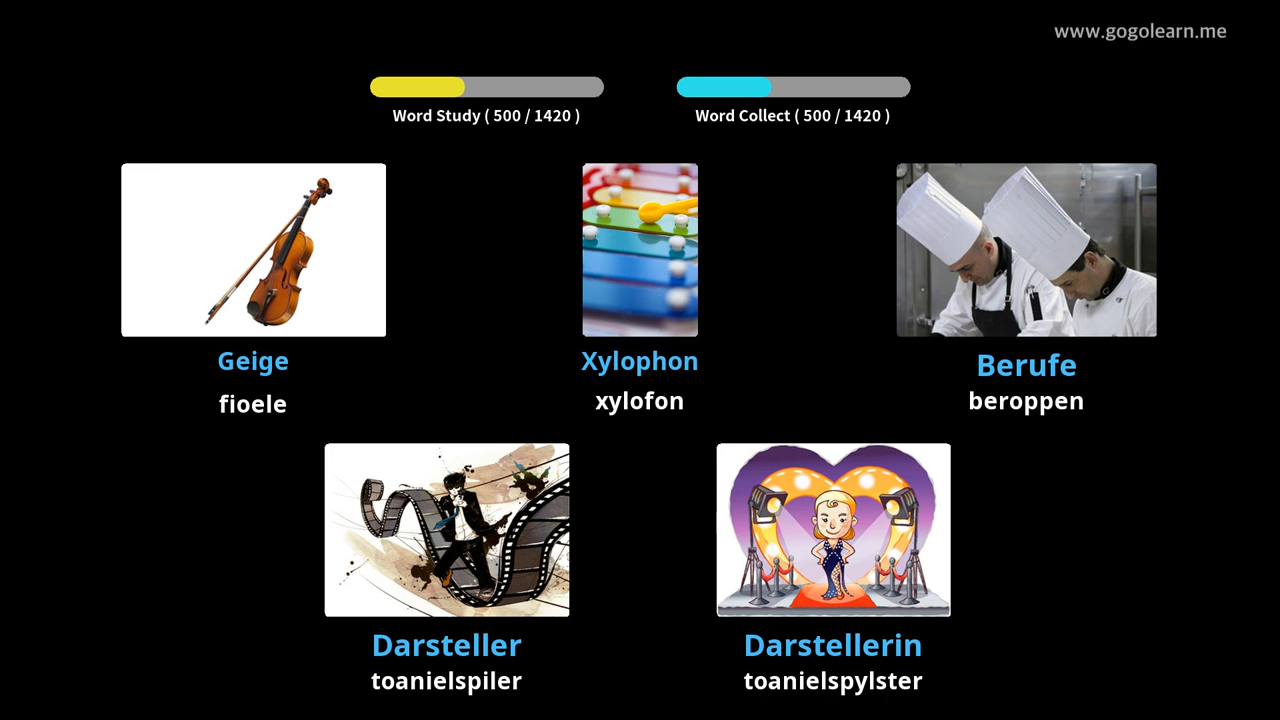 www.gogolearn.me
Word Study ( 500 / 1420 )
Word Collect ( 500 / 1420 )
Geige
fioele
Xylophon
xylofon
Berufe
beroppen
Darsteller
toanielspiler
Darstellerin
toanielspylster